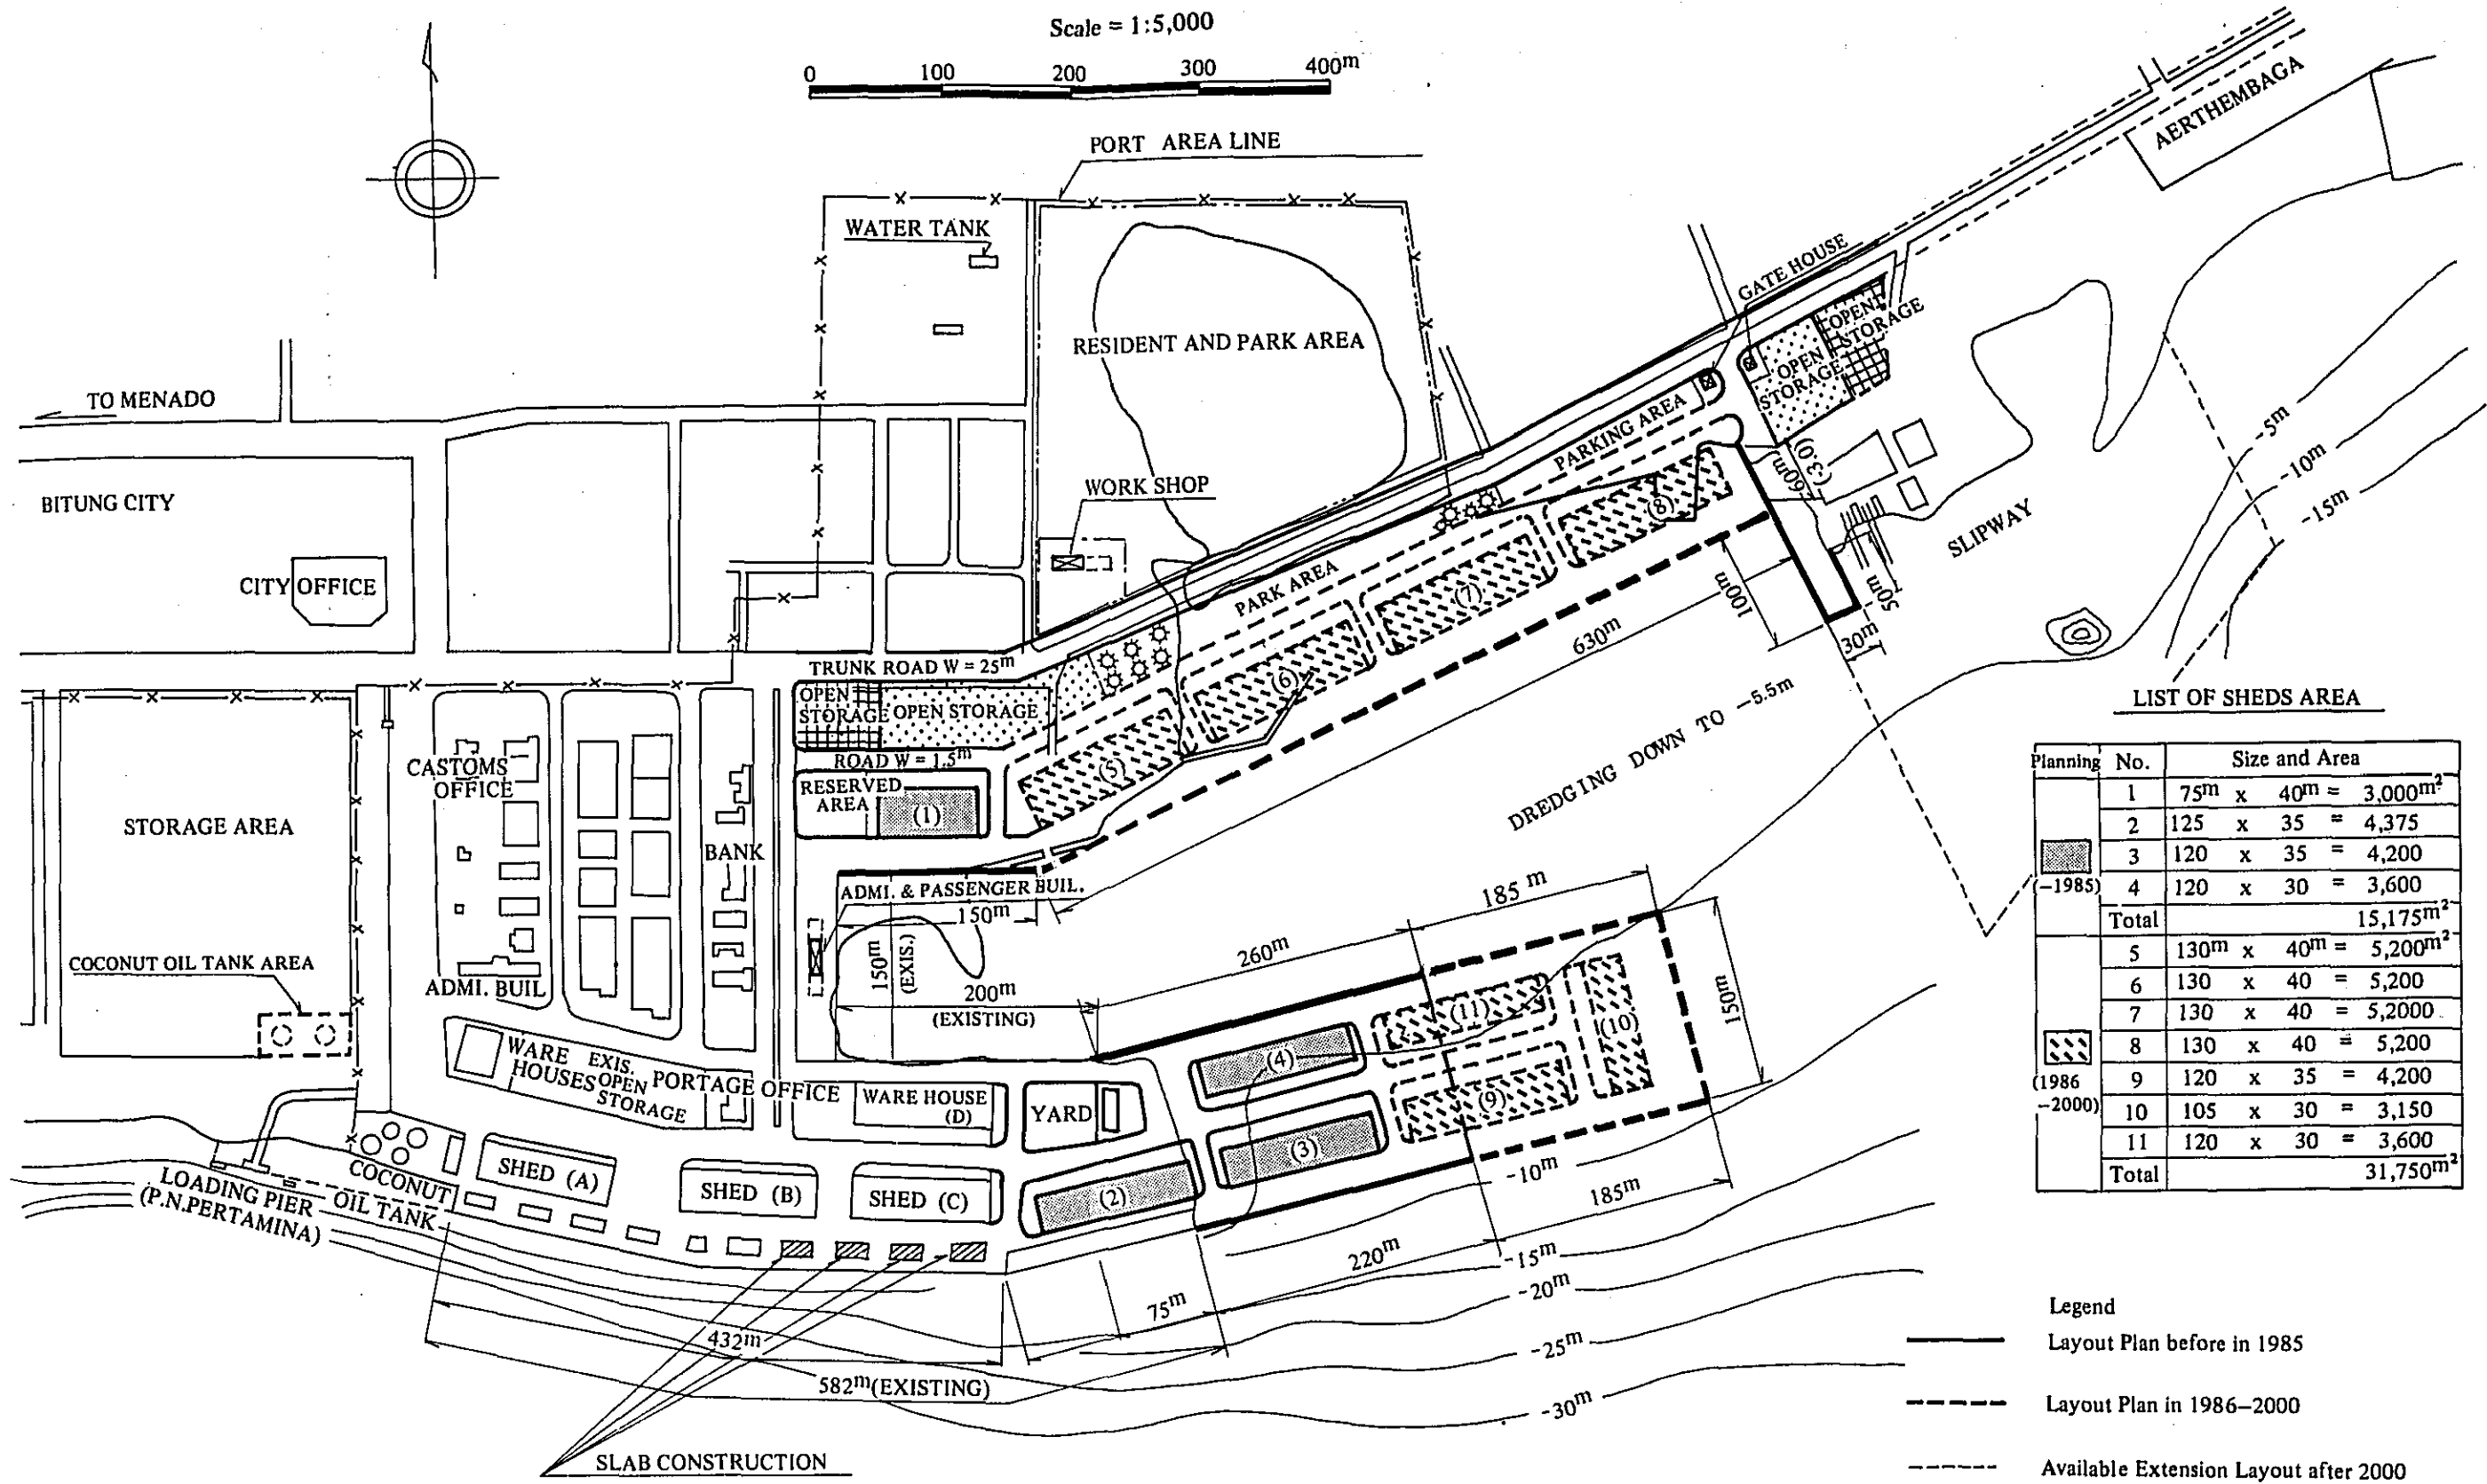 Scale = 1:5,000
0 100 200 300 400m
PORT AREA LINE
AERTHEMBAGA
WATER TANK
GATE HOUSE
OPEN STORAGE
OPEN STORAGE
RESIDENT AND PARK AREA
TO MENADO
PARKING AREA
(-3.0)
60m
-5m
-10m
-15m
BITUNG CITY
WORK SHOP
(8)
SLIPWAY
CITY OFFICE
PARK AREA
(7)
100m
50m
630m
30m
TRUNK ROAD W = 25m
(6)
OPEN STORAGE
OPEN STORAGE
DREDGING DOWN TO -5.5m
ROAD W = 1.5m
CASTOMS OFFICE
(5)
RESERVED AREA
(1)
STORAGE AREA
BANK
ADMI. & PASSENGER BUIL.
150m
185 m
260m
150m (EXIS.)
COCONUT OIL TANK AREA
ADMI. BUIL
200m
(EXISTING)
150m
(11)
(10)
WARE HOUSES
EXIS. OPEN STORAGE
PORTAGE OFFICE
WARE HOUSE (D)
YARD
(4)
(9)
(3)
SHED (A)
SHED (B)
SHED (C)
(2)
COCONUT OIL TANK
LOADING PIER
(P.N.PERTAMINA)
-10m
185m
220m
-15m
-20m
75m
432m
-25m
582m(EXISTING)
-30m
SLAB CONSTRUCTION
LIST OF SHEDS AREA
Planning No. Size and Area
1 75m x 40m = 3,000m2
2 125 x 35 = 4,375
3 120 x 35 = 4,200
(-1985) 4 120 x 30 = 3,600
Total 15,175m2
5 130m x 40m = 5,200m2
6 130 x 40 = 5,200
7 130 x 40 = 5,2000
8 130 x 40 = 5,200
(1986 9 120 x 35 = 4,200
-2000) 10 105 x 30 = 3,150
11 120 x 30 = 3,600
Total 31,750m2
Legend
Layout Plan before in 1985
Layout Plan in 1986–2000
Available Extension Layout after 2000